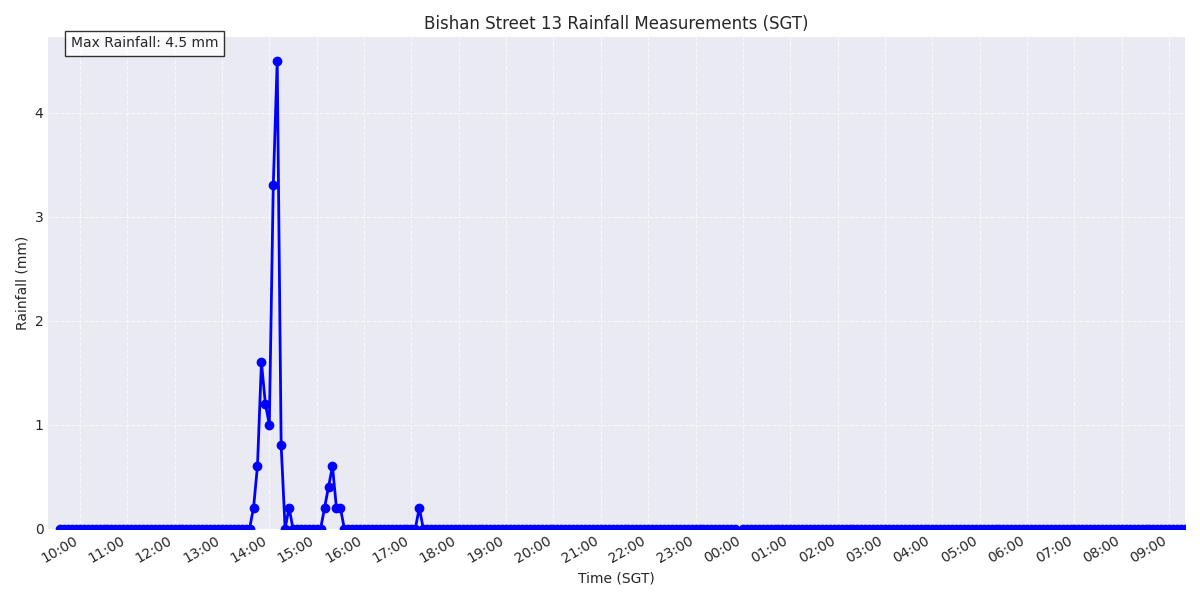 Bishan Street 13 Rainfall Measurements (SGT)
Max Rainfall: 4.5 mm
Rainfall (mm)
4
3
2
1
0
10:00 11:00 12:00 13:00 14:00 15:00 16:00 17:00 18:00 19:00 20:00 21:00 22:00 23:00 00:00 01:00 02:00 03:00 04:00 05:00 06:00 07:00 08:00 09:00
Time (SGT)